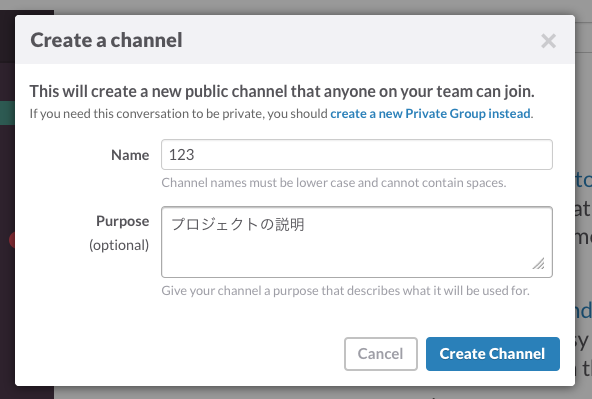 Create a channel ×
This will create a new public channel that anyone on your team can join.
If you need this conversation to be private, you should create a new Private Group instead.
Name 123
Channel names must be lower case and cannot contain spaces.
Purpose プロジェクトの説明
(optional)
Give your channel a purpose that describes what it will be used for.
Cancel Create Channel